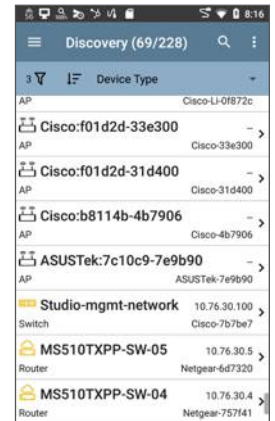 8:16
Discovery (69/228)
3 Device Type
AP Cisco-Li-0f872c
Cisco:f01d2d-33e300 --
AP Cisco-33e300
Cisco:f01d2d-31d400 --
AP Cisco-31d400
Cisco:b8114b-4b7906 --
AP Cisco-4b7906
ASUSTek:7c10c9-7e9b90 --
AP ASUSTek-7e9b90
Studio-mgmt-network 10.76.30.100
Switch Cisco-7b7be7
MS510TXPP-SW-05 10.76.30.5
Router Netgear-6d7320
MS510TXPP-SW-04 10.76.30.4
Router Netgear-757f41